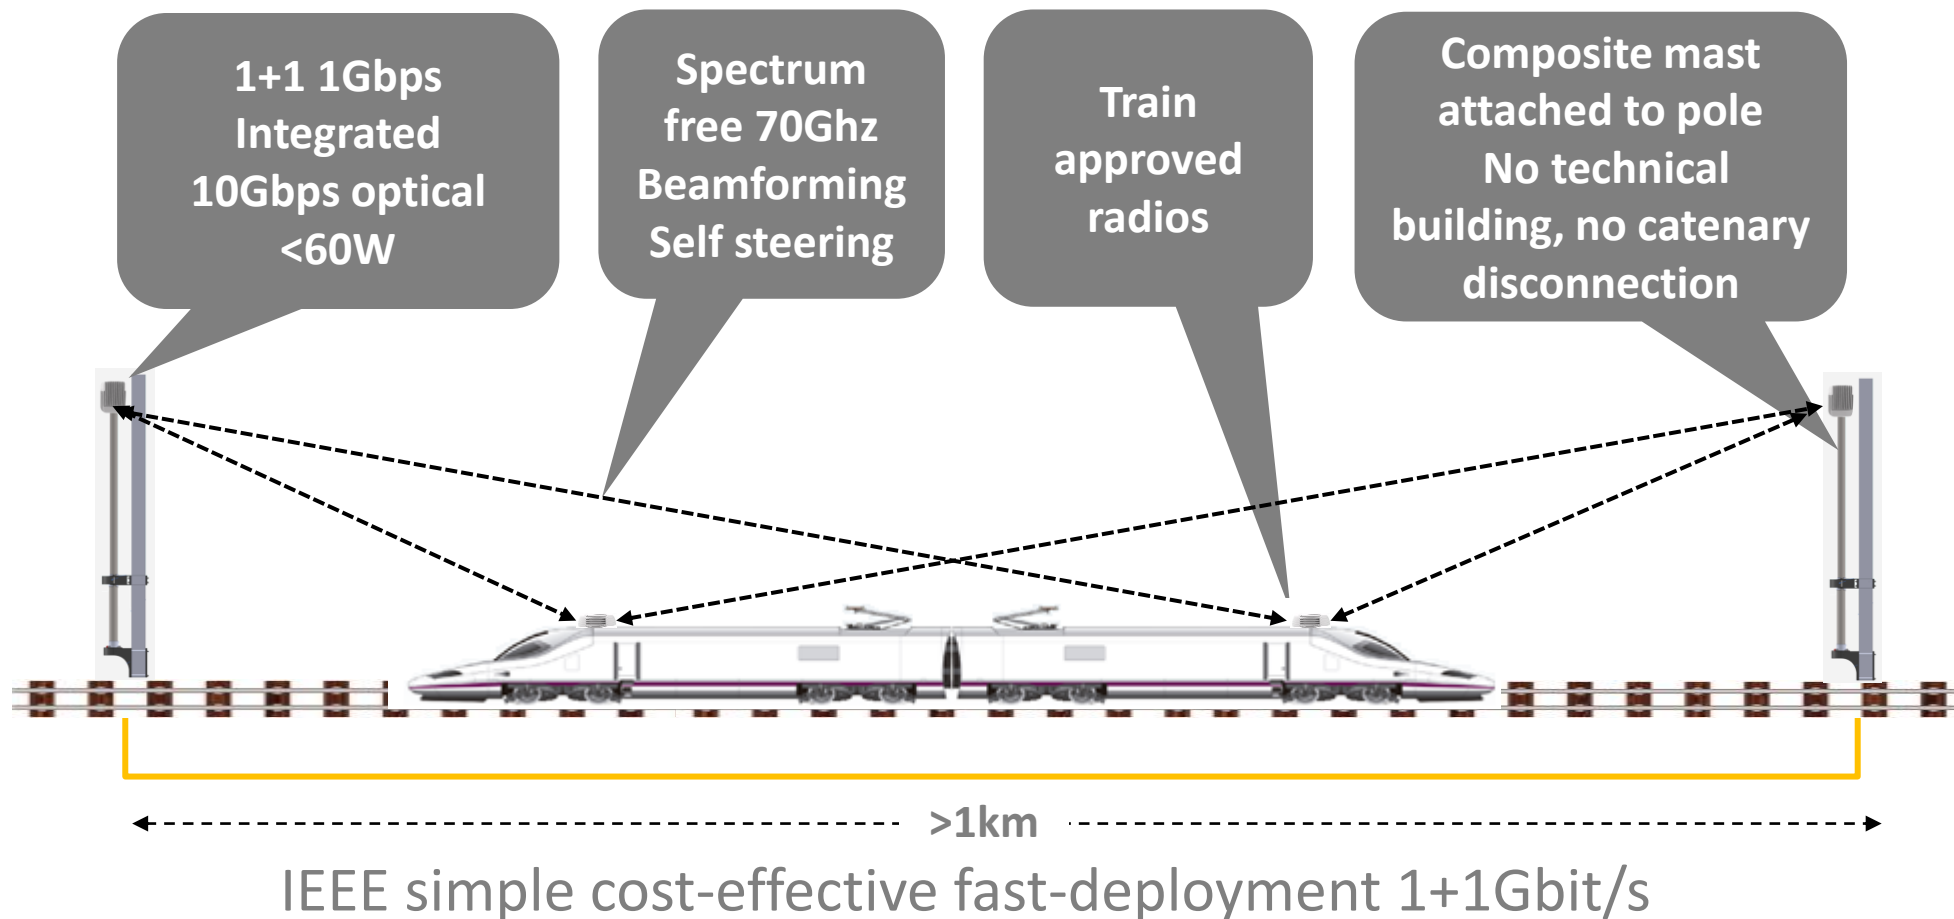 1+1 1Gbps
Integrated
10Gbps optical
<60W
Spectrum
free 70Ghz
Beamforming
Self steering
Train
approved
radios
Composite mast
attached to pole
No technical
building, no catenary
disconnection
>1km
IEEE simple cost-effective fast-deployment 1+1Gbit/s